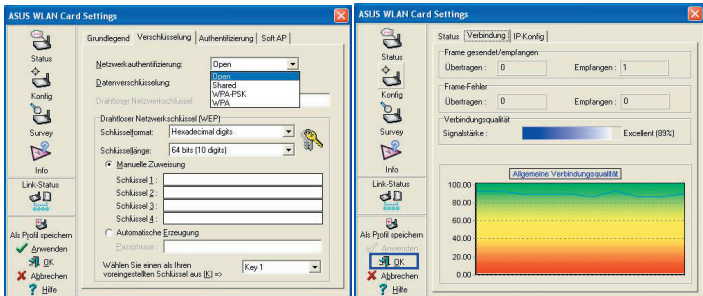 ASUS WLAN Card Settings
Status
Konfig
Survey
Info
Link-Status
Als Profil speichern
Anwenden
OK
Abbrechen
Hilfe
Grundlegend Verschlüsselung Authentifizierung Soft AP
Netzwerkauthentifizierung: Open
Open
Shared
WPA-PSK
WPA
Datenverschlüsselung:
Drahtloser Netzwerkschlüssel:
Drahtloser Netzwerkschlüssel (WEP)
Schlüsselformat: Hexadecimal digits
Schlüssellänge: 64 bits (10 digits)
Manuelle Zuweisung
Schlüssel 1 :
Schlüssel 2 :
Schlüssel 3 :
Schlüssel 4 :
Automatische Erzeugung
Passphrase :
Wählen Sie einen als Ihren
voreingestellten Schlüssel aus (K) => Key 1
ASUS WLAN Card Settings
Status
Konfig
Survey
Info
Link-Status
Als Profil speichern
Anwenden
OK
Abbrechen
Hilfe
Status Verbindung IP-Konfig
Frame gesendet/empfangen
Übertragen : 0 Empfangen : 1
Frame-Fehler
Übertragen : 0 Empfangen : 0
Verbindungsqualität
Signalstärke : Excellent (89%)
Allgemeine Verbindungsqualität
100.00
80.00
60.00
40.00
20.00
0.00